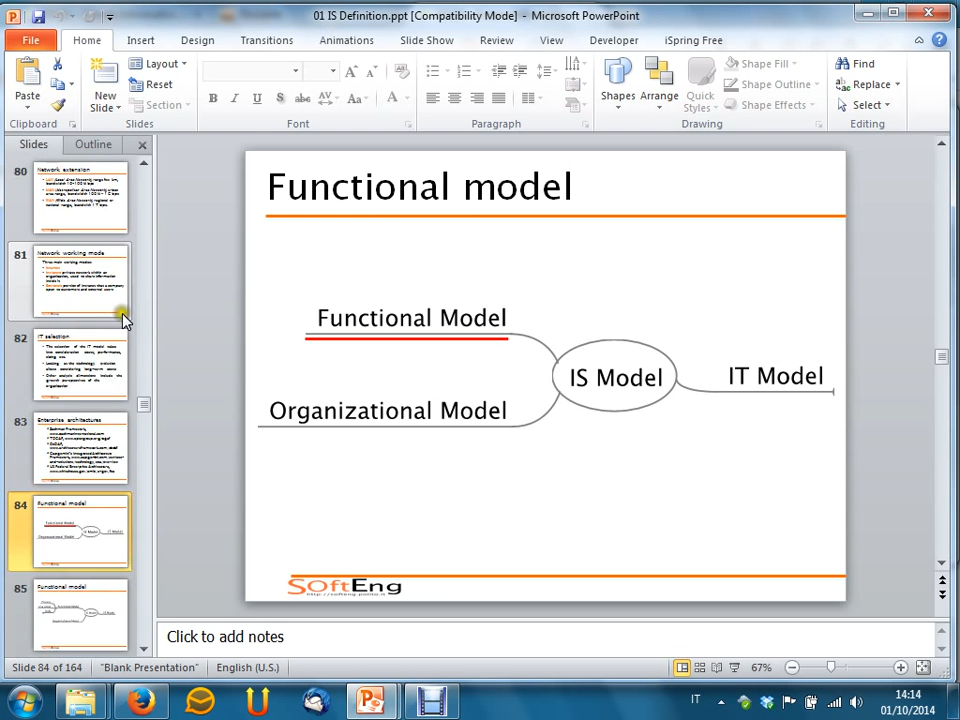 01 IS Definition.ppt [Compatibility Mode] - Microsoft PowerPoint
File Home Insert Design Transitions Animations Slide Show Review View Developer iSpring Free
Paste
New Slide
Layout
Reset
Section
Shapes
Arrange
Quick Styles
Shape Fill
Shape Outline
Shape Effects
Find
Replace
Select
Clipboard Slides Font Paragraph Drawing Editing
Slides Outline
80
Network extension
81
Network working mode
82
IT selection
83
Enterprise architectures
84
Functional model
85
Functional model
Functional model
Functional Model
IS Model
IT Model
Organizational Model
SOftEng
http://softeng.polito.it
Click to add notes
Slide 84 of 164 "Blank Presentation" English (U.S.) 67%
IT
14:14
01/10/2014